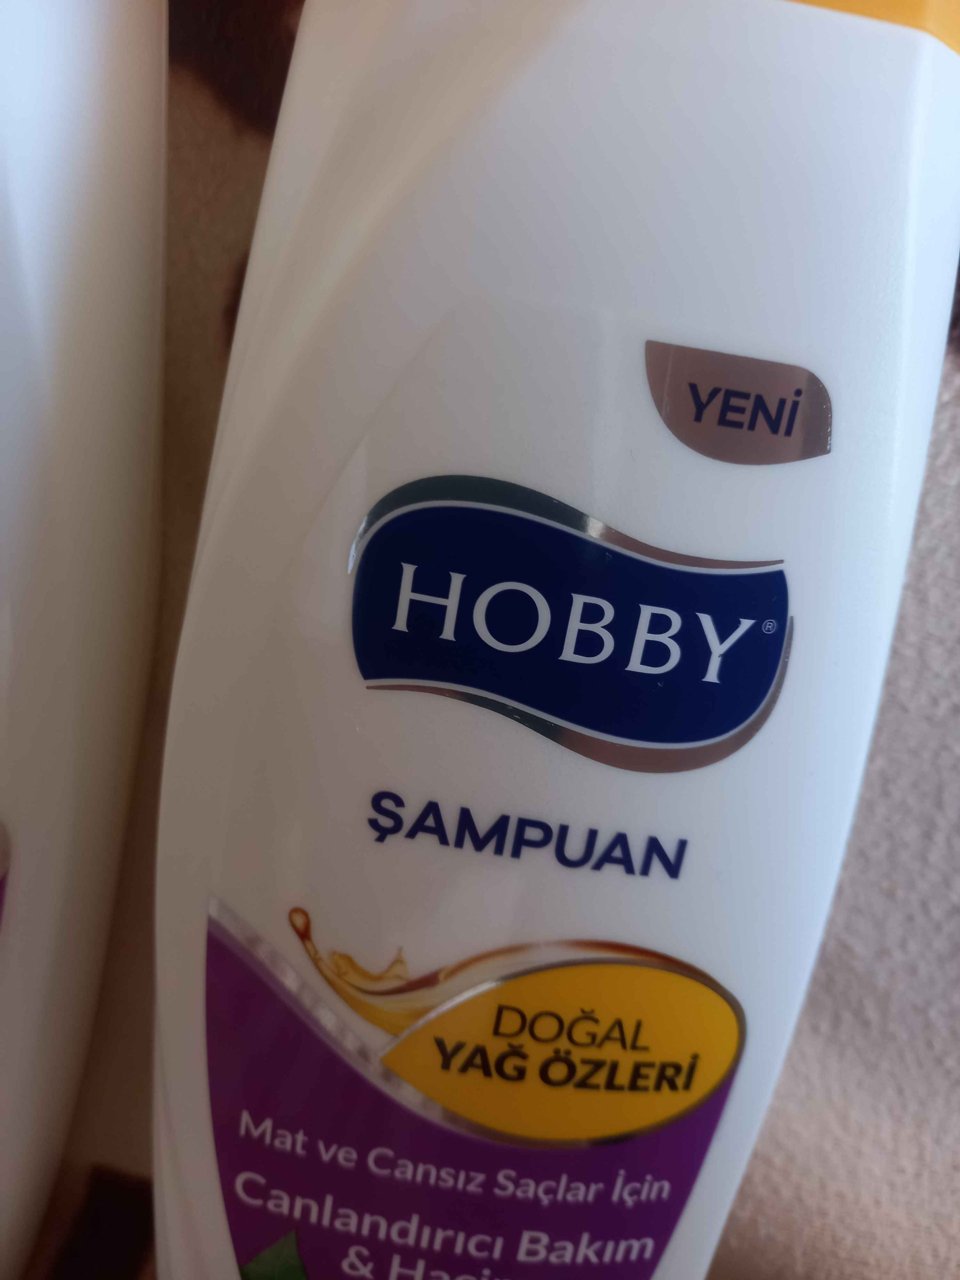 YENİ
HOBBY®
ŞAMPUAN
DOĞAL
YAĞ ÖZLERİ
Mat ve Cansız Saçlar İçin
Canlandırıcı Bakım
&